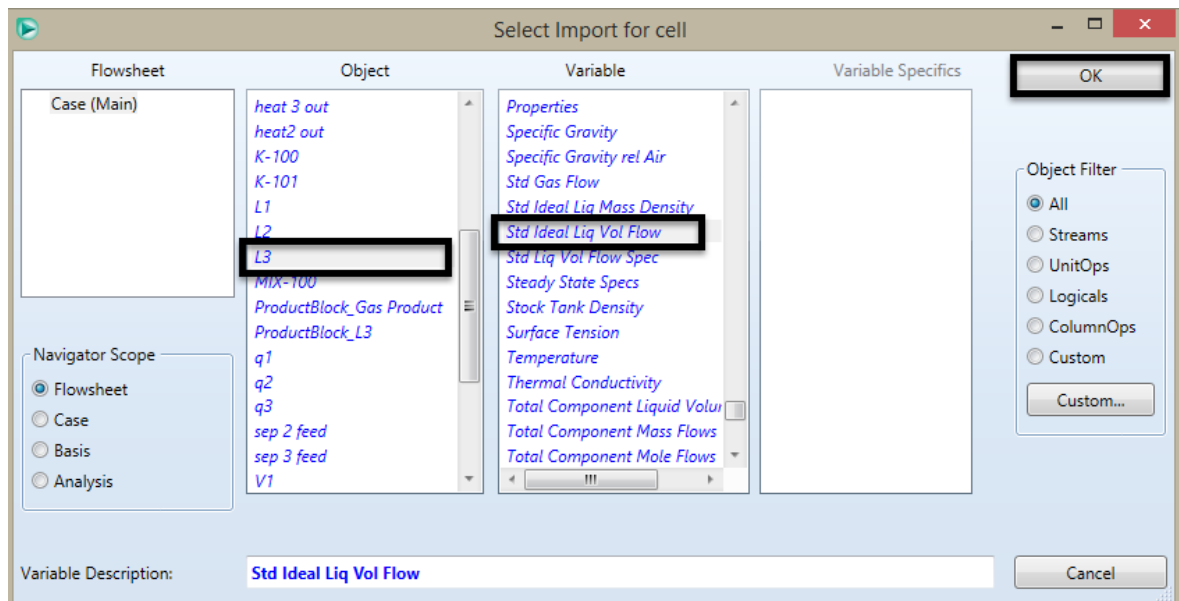 Select Import for cell
Flowsheet
Object
Variable
Variable Specifics
OK
Case (Main)
heat 3 out
heat2 out
K-100
K-101
L1
L2
L3
MIX-100
ProductBlock_Gas Product
ProductBlock_L3
q1
q2
q3
sep 2 feed
sep 3 feed
V1
Properties
Specific Gravity
Specific Gravity rel Air
Std Gas Flow
Std Ideal Liq Mass Density
Std Ideal Liq Vol Flow
Std Liq Vol Flow Spec
Steady State Specs
Stock Tank Density
Surface Tension
Temperature
Thermal Conductivity
Total Component Liquid Volur
Total Component Mass Flows
Total Component Mole Flows
Object Filter
All
Streams
UnitOps
Logicals
ColumnOps
Custom
Custom...
Navigator Scope
Flowsheet
Case
Basis
Analysis
Variable Description:
Std Ideal Liq Vol Flow
Cancel